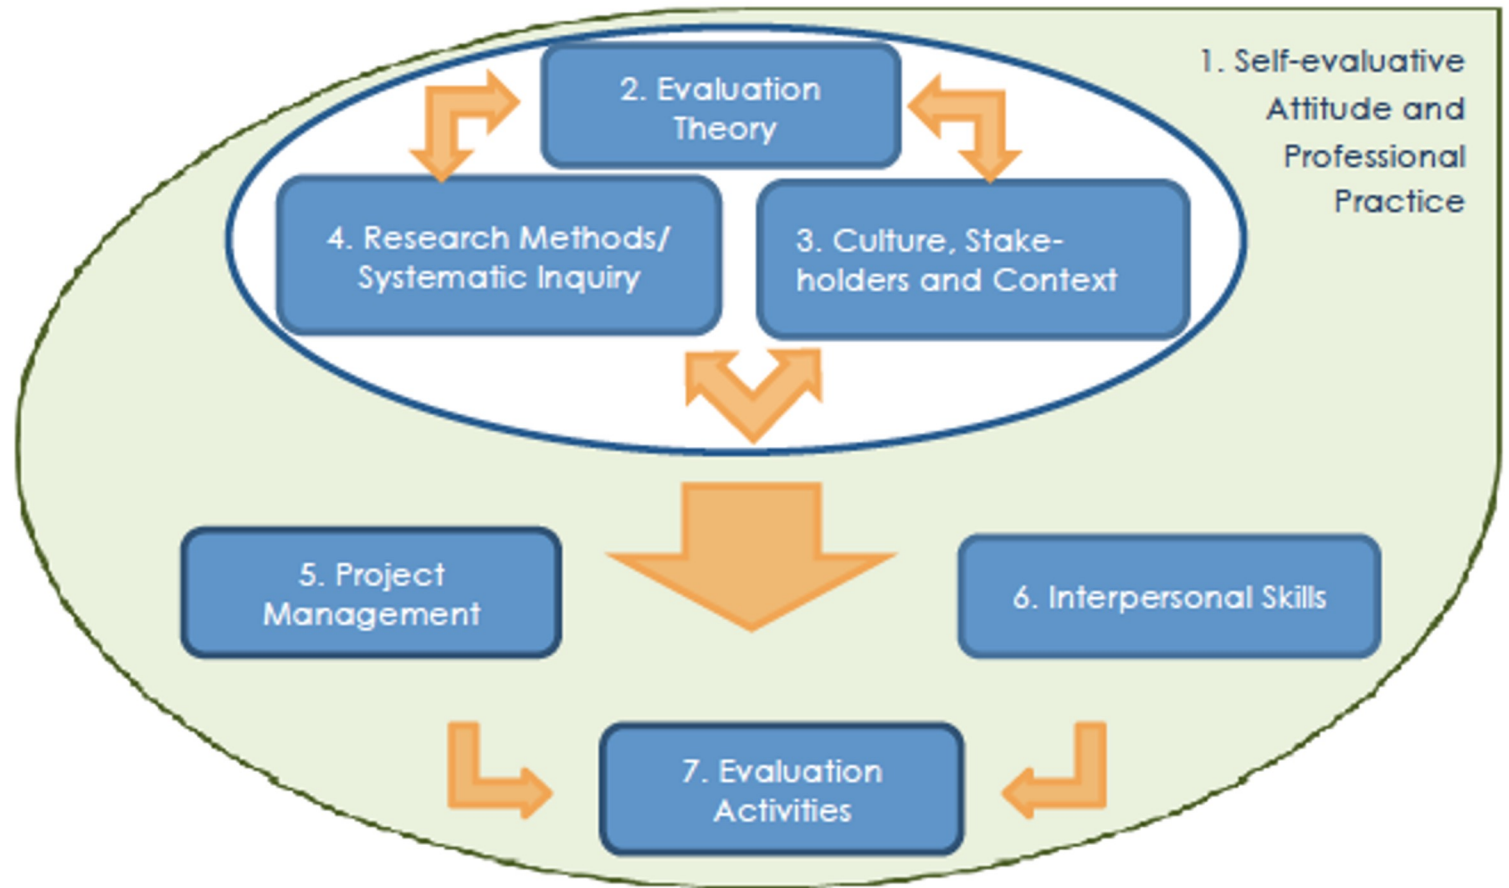 1. Self-evaluative
Attitude and
Professional
Practice
2. Evaluation
Theory
4. Research Methods/
Systematic Inquiry
3. Culture, Stake-
holders and Context
5. Project
Management
6. Interpersonal Skills
7. Evaluation
Activities